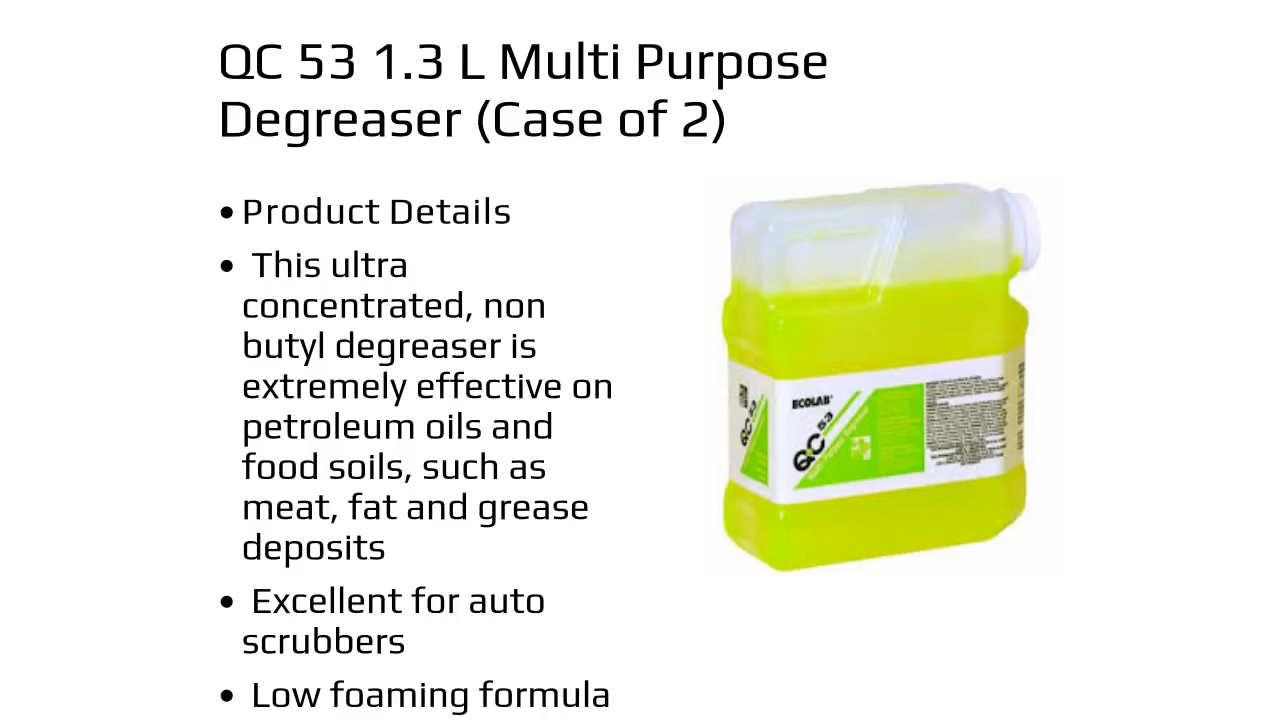 QC 53 1.3 L Multi Purpose
Degreaser (Case of 2)
• Product Details
• This ultra
concentrated, non
butyl degreaser is
extremely effective on
petroleum oils and
food soils, such as
meat, fat and grease
deposits
• Excellent for auto
scrubbers
• Low foaming formula
ECOLAB®
QC 53
QC 53